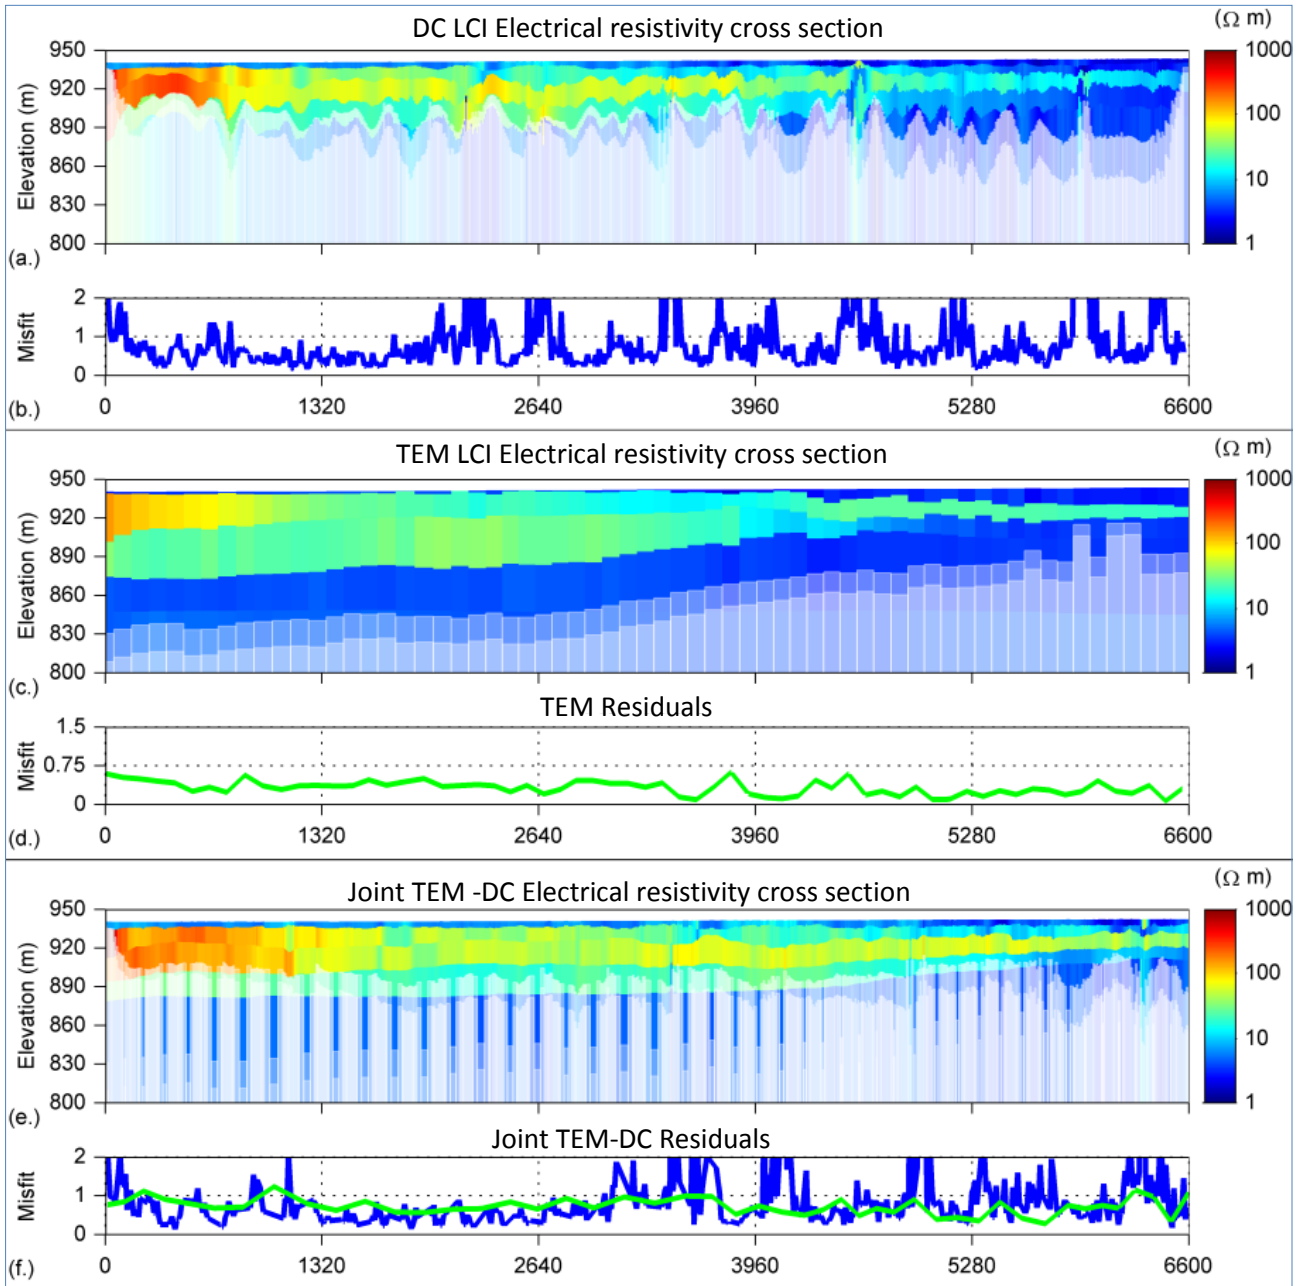 DC LCI Electrical resistivity cross section
(Ω m)
950
920
890
860
830
800
Elevation (m)
1000
100
10
1
(a.)
2
1
0
Misfit
(b.)
0 1320 2640 3960 5280 6600
TEM LCI Electrical resistivity cross section
(Ω m)
950
920
890
860
830
800
Elevation (m)
1000
100
10
1
(c.)
TEM Residuals
1.5
0.75
0
Misfit
(d.)
0 1320 2640 3960 5280 6600
Joint TEM -DC Electrical resistivity cross section
(Ω m)
950
920
890
860
830
800
Elevation (m)
1000
100
10
1
(e.)
Joint TEM-DC Residuals
2
1
0
Misfit
(f.)
0 1320 2640 3960 5280 6600